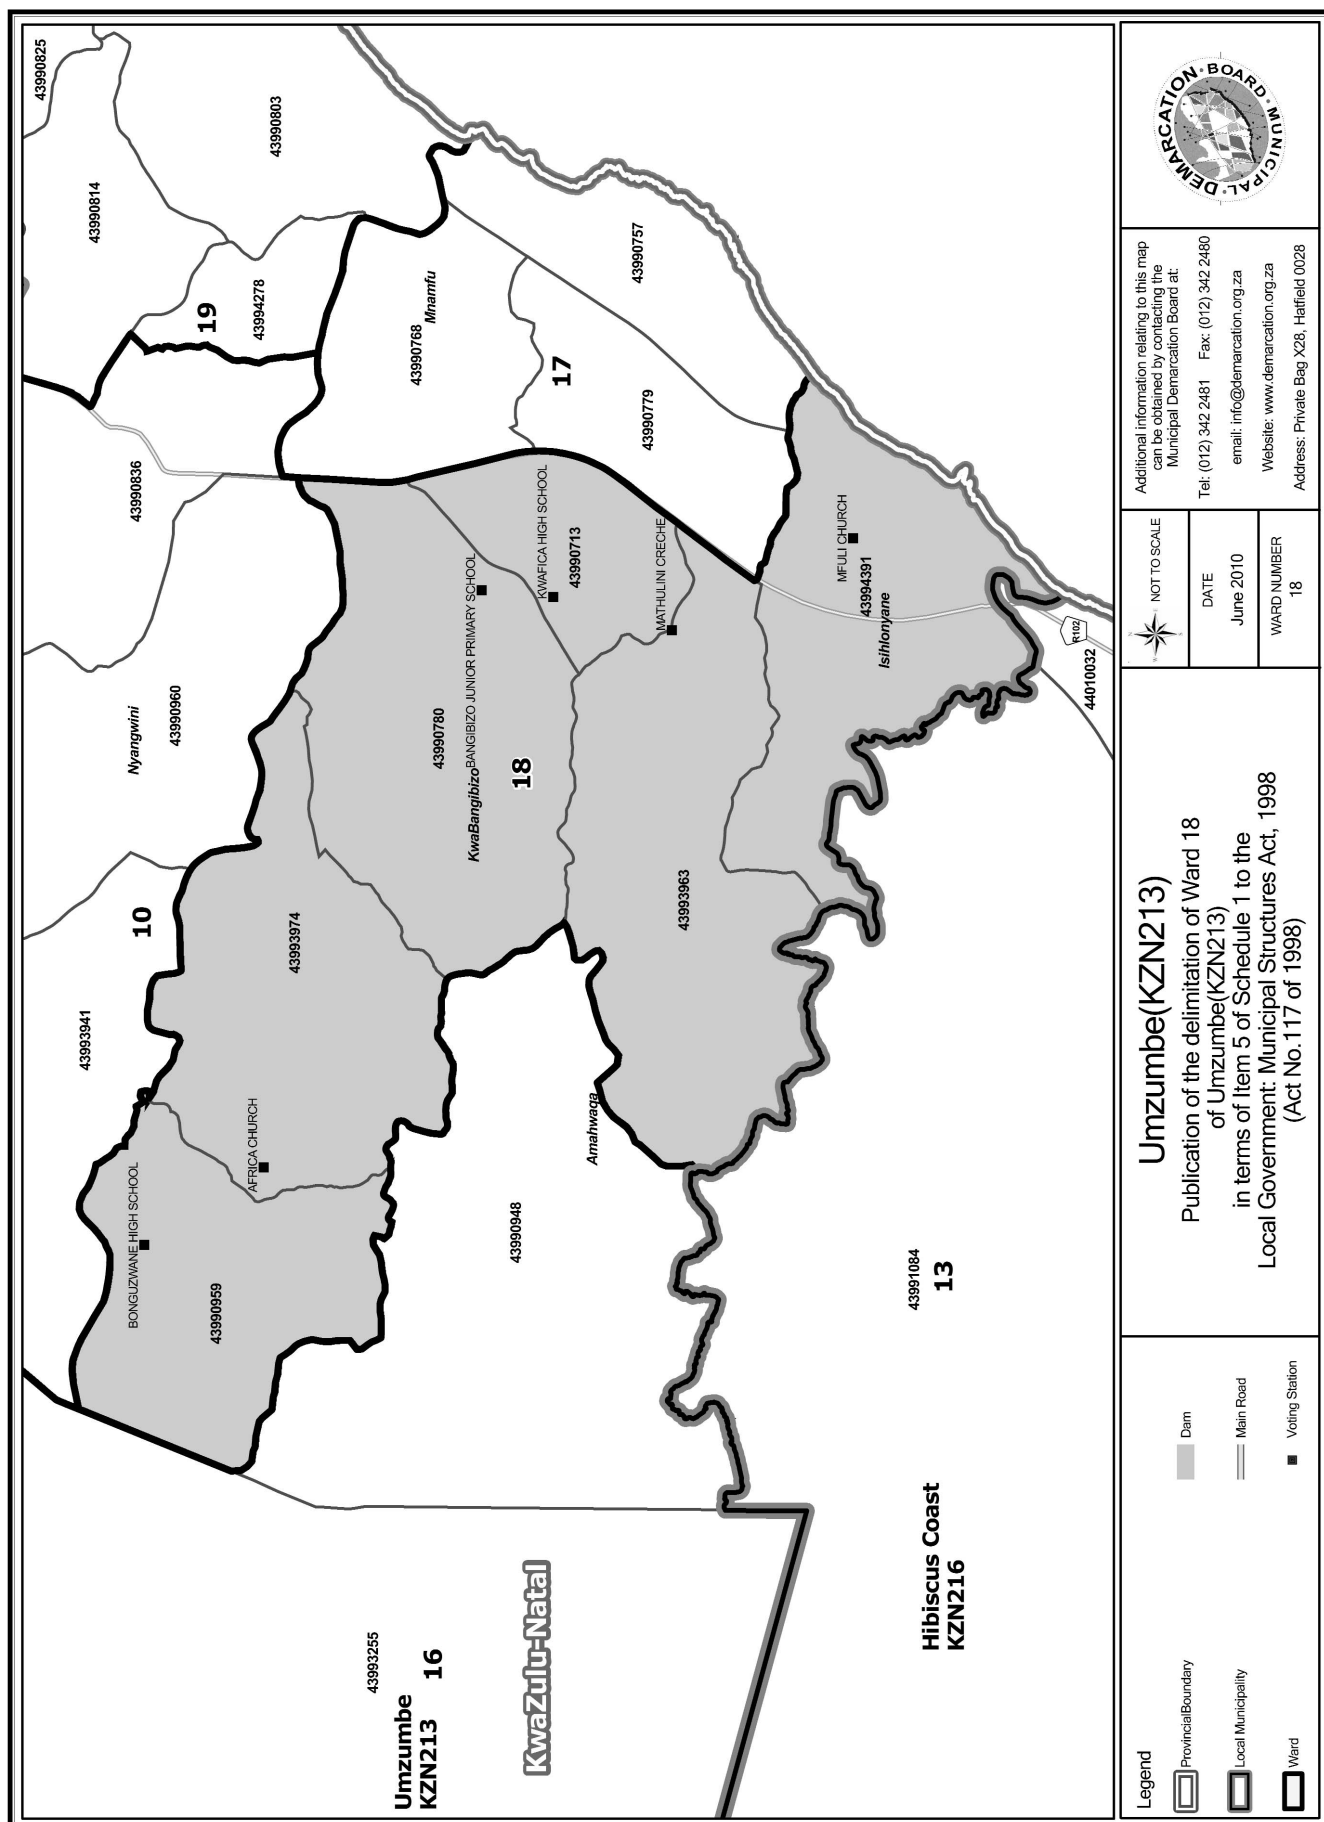 43990825
43990814
43990803
19
43994278
43990836
43990768
Mnamfu
17
43990757
43990779
Nyangwini
43990960
10
43993941
43990780
KwaBangibizo
BANGIBIZO JUNIOR PRIMARY SCHOOL
18
KWAFICA HIGH SCHOOL
43990713
MATHULINI CRECHE
MFULI CHURCH
43994391
Isihlonyane
R102
44010032
43993974
43993963
BONGUZWANE HIGH SCHOOL
AFRICA CHURCH
43990959
Amahwaqa
43990948
43991084
13
43993255
Umzumbe
KZN213
16
KwaZulu-Natal
Hibiscus Coast
KZN216
Legend
ProvincialBoundary
Local Municipality
Ward
Dam
Main Road
Voting Station
Umzumbe(KZN213)
Publication of the delimitation of Ward 18
of Umzumbe(KZN213)
in terms of Item 5 of Schedule 1 to the
Local Government: Municipal Structures Act, 1998
(Act No.117 of 1998)
NOT TO SCALE
DATE
June 2010
WARD NUMBER
18
Additional information relating to this map
can be obtained by contacting the
Municipal Demarcation Board at:
Tel: (012) 342 2481 Fax: (012) 342 2480
email: info@demarcation.org.za
Website: www.demarcation.org.za
Address: Private Bag X28, Hatfield 0028
MUNICIPAL · DEMARCATION · BOARD ·